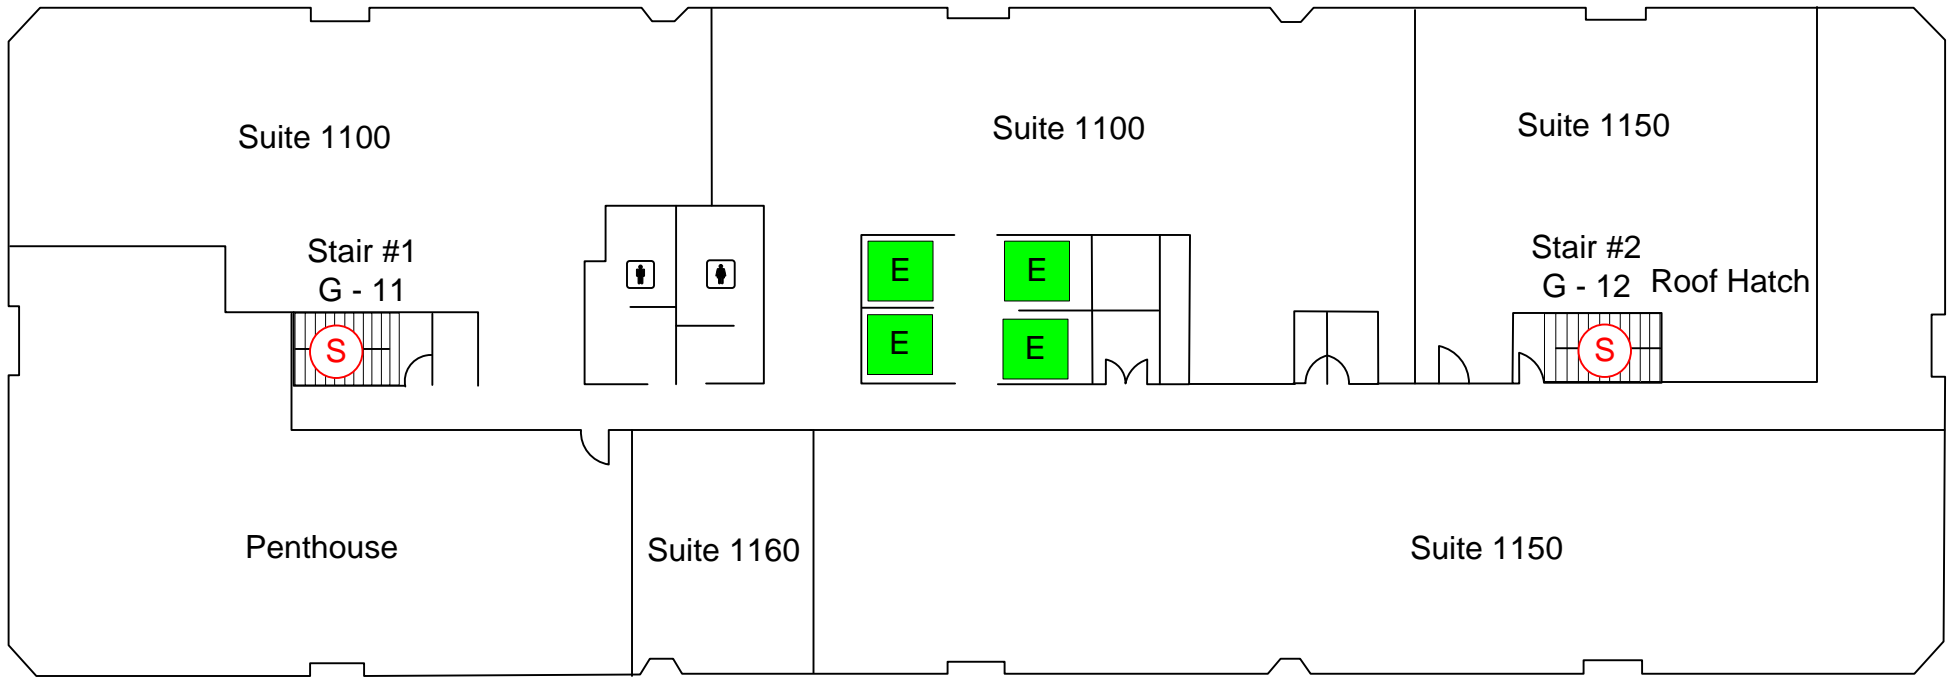 Suite 1100
Suite 1100
Suite 1150
Stair #1
G - 11
Stair #2
G - 12
Roof Hatch
E
E
E
E
S
S
Penthouse
Suite 1160
Suite 1150